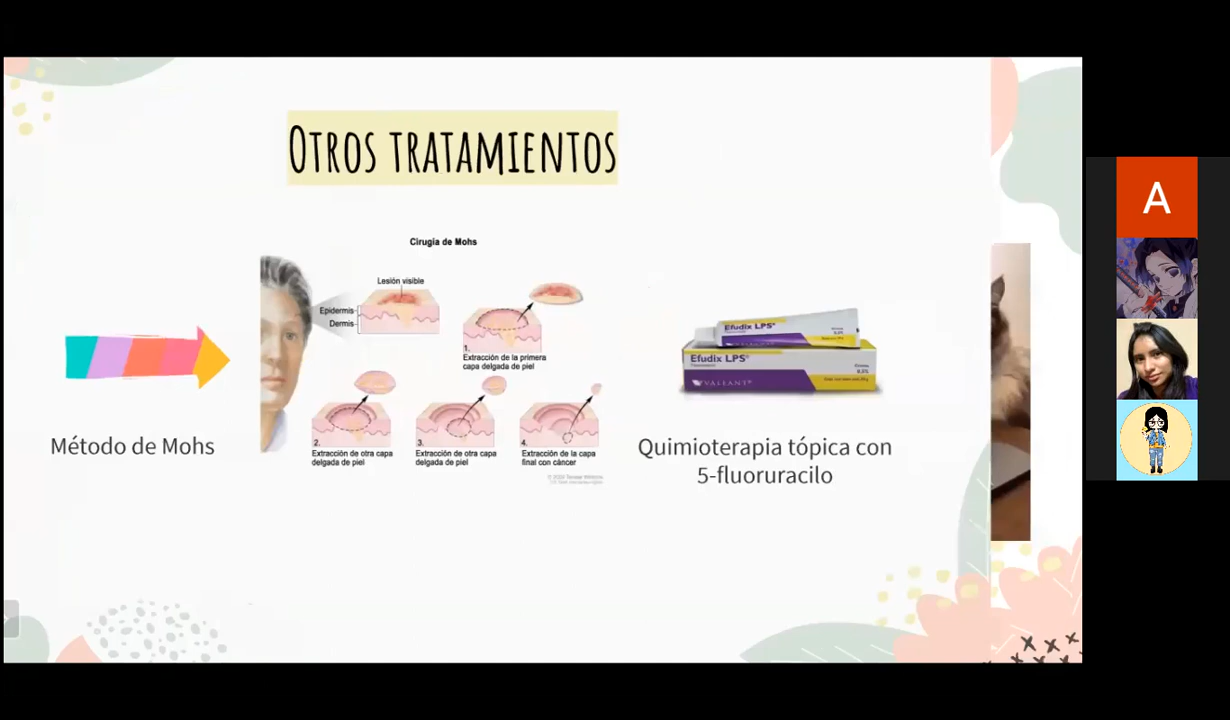 Otros tratamientos
Cirugía de Mohs
Lesión visible
Epidermis
Dermis
1.
Extracción de la primera
capa delgada de piel
2.
Extracción de otra capa
delgada de piel
3.
Extracción de otra capa
delgada de piel
4.
Extracción de la capa
final con cáncer
Método de Mohs
Efudix LPS
Efudix LPS
VALEANT
Quimioterapia tópica con
5-fluoruracilo
A